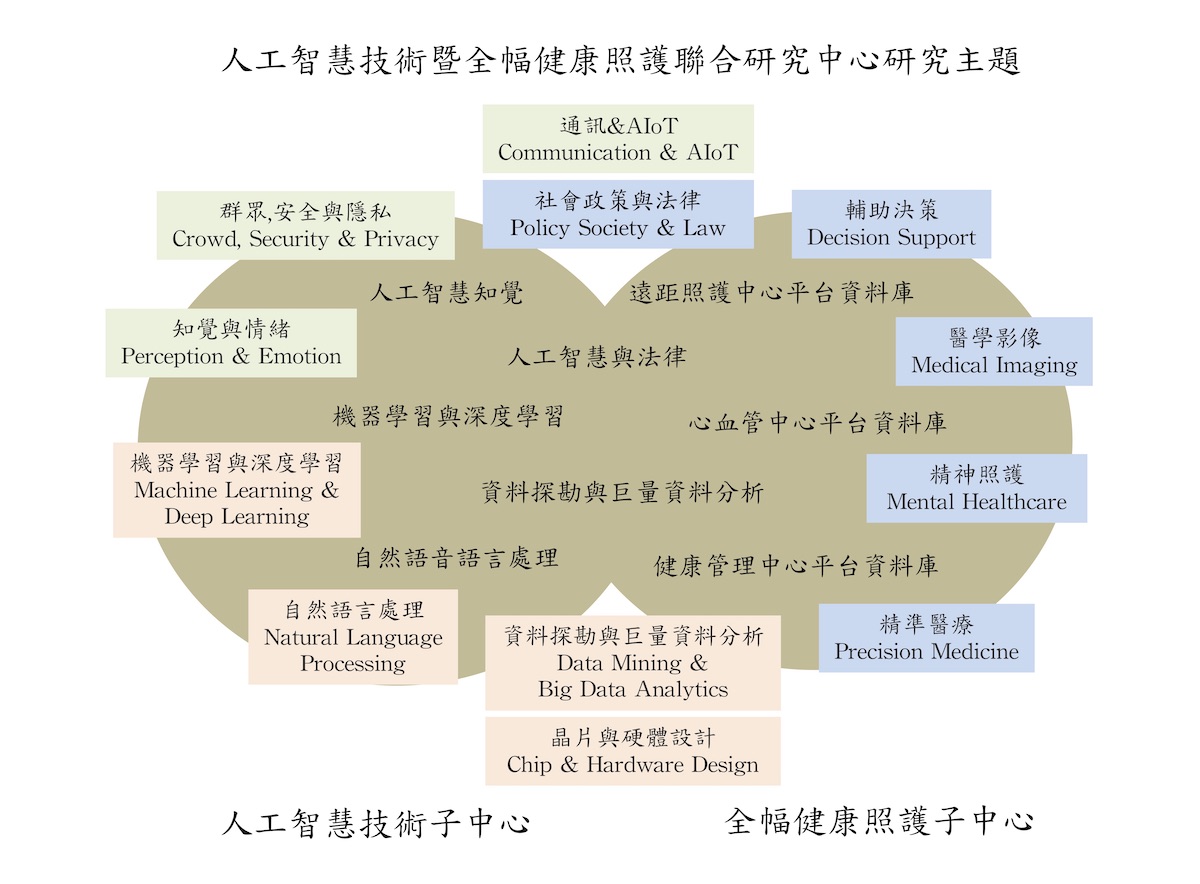 人工智慧技術暨全幅健康照護聯合研究中心研究主題
通訊&AIoT
Communication & AIoT
社會政策與法律
Policy Society & Law
群眾,安全與隱私
Crowd, Security & Privacy
輔助決策
Decision Support
人工智慧知覺
遠距照護中心平台資料庫
知覺與情緒
Perception & Emotion
人工智慧與法律
醫學影像
Medical Imaging
機器學習與深度學習
心血管中心平台資料庫
機器學習與深度學習
Machine Learning &
Deep Learning
資料探勘與巨量資料分析
精神照護
Mental Healthcare
自然語音語言處理
健康管理中心平台資料庫
自然語言處理
Natural Language
Processing
資料探勘與巨量資料分析
Data Mining &
Big Data Analytics
精準醫療
Precision Medicine
晶片與硬體設計
Chip & Hardware Design
人工智慧技術子中心
全幅健康照護子中心